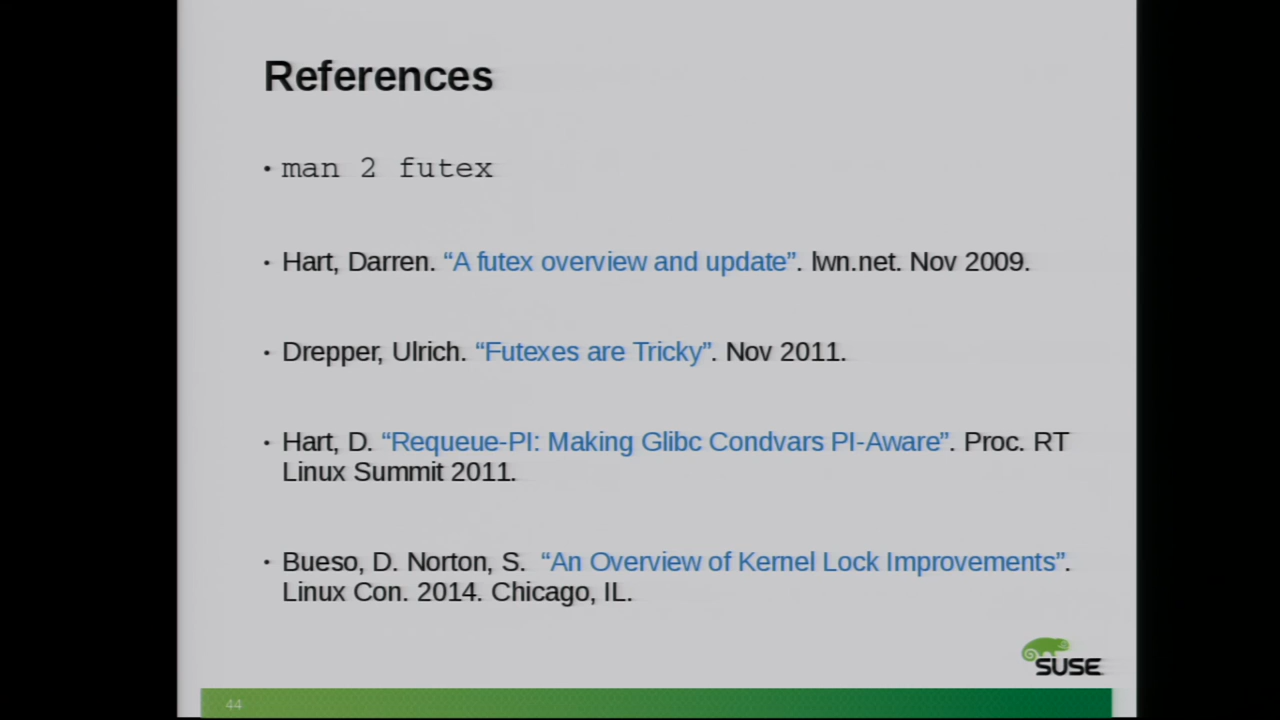 References
• man 2 futex
• Hart, Darren. “A futex overview and update”. lwn.net. Nov 2009.
• Drepper, Ulrich. “Futexes are Tricky”. Nov 2011.
• Hart, D. “Requeue-PI: Making Glibc Condvars PI-Aware”. Proc. RT
Linux Summit 2011.
• Bueso, D. Norton, S. “An Overview of Kernel Lock Improvements”.
Linux Con. 2014. Chicago, IL.
SUSE
44